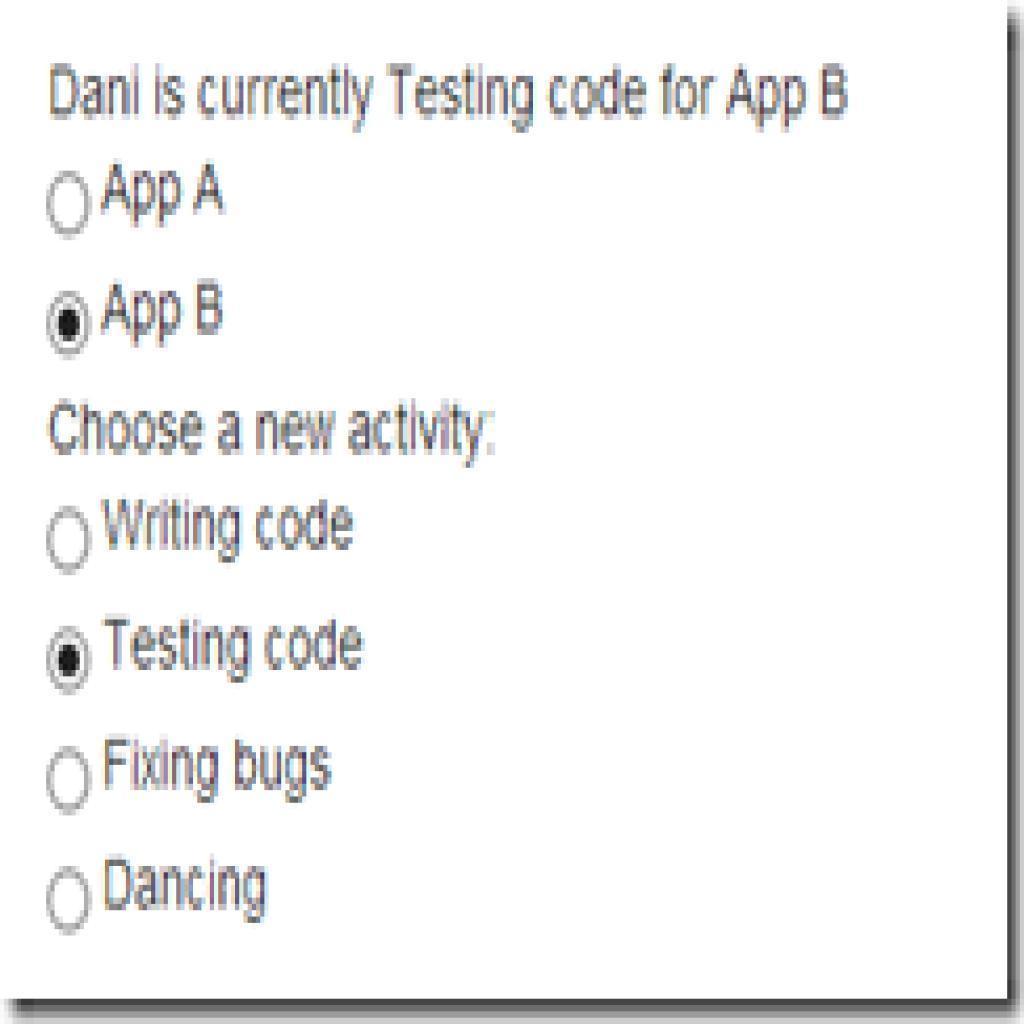 Dani is currently Testing code for App B
App A
App B
Choose a new activity:
Writing code
Testing code
Fixing bugs
Dancing